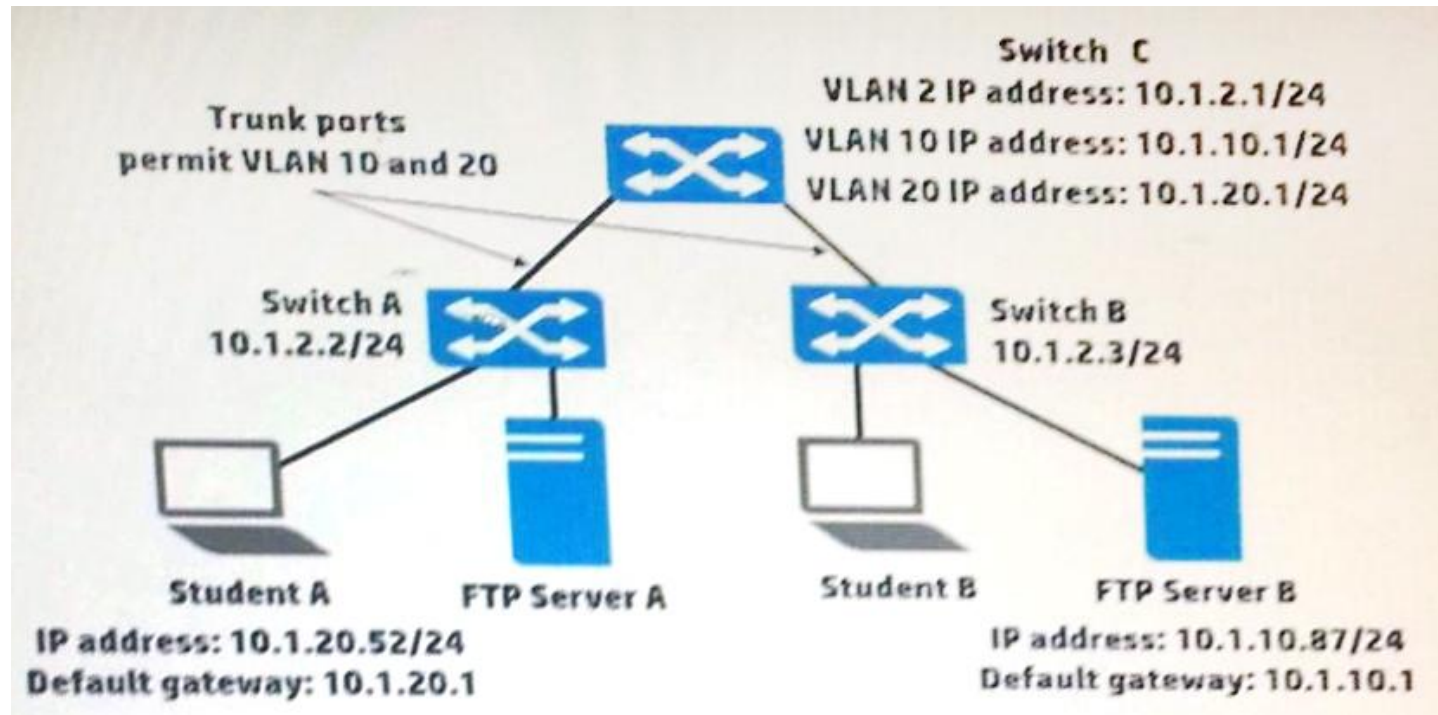 Switch C
VLAN 2 IP address: 10.1.2.1/24
VLAN 10 IP address: 10.1.10.1/24
VLAN 20 IP address: 10.1.20.1/24
Trunk ports
permit VLAN 10 and 20
Switch A
10.1.2.2/24
Switch B
10.1.2.3/24
Student A
IP address: 10.1.20.52/24
Default gateway: 10.1.20.1
FTP Server A
Student B
FTP Server B
IP address: 10.1.10.87/24
Default gateway: 10.1.10.1